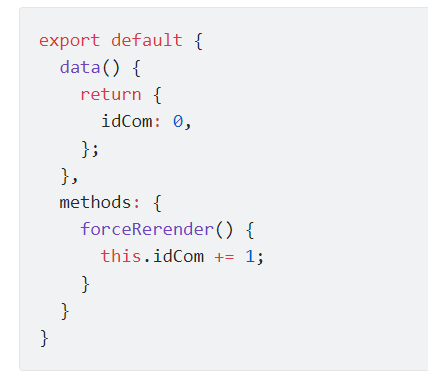 export default {
  data() {
    return {
      idCom: 0,
    };
  },
  methods: {
    forceRerender() {
      this.idCom += 1;
    }
  }
}